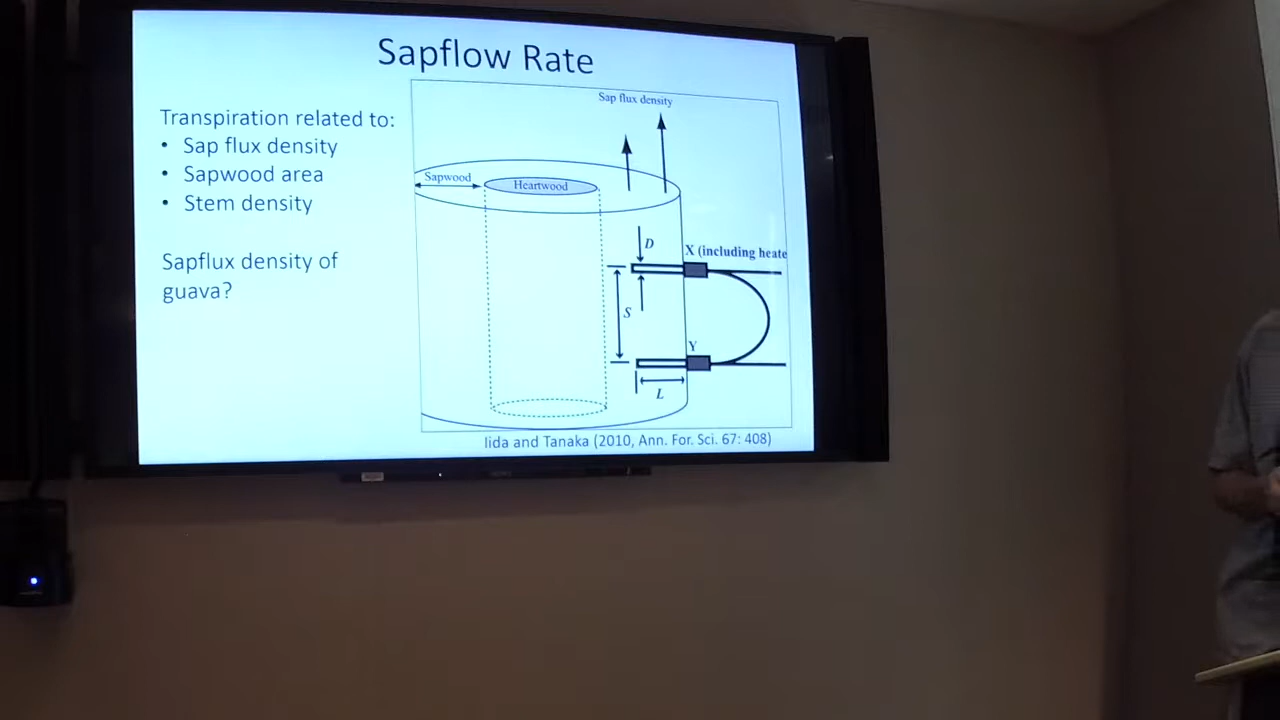 Sapflow Rate
Transpiration related to:
• Sap flux density
• Sapwood area
• Stem density
Sapflux density of
guava?
Sap flux density
Sapwood
Heartwood
D
X (including heate
S
Y
L
Iida and Tanaka (2010, Ann. For. Sci. 67: 408)